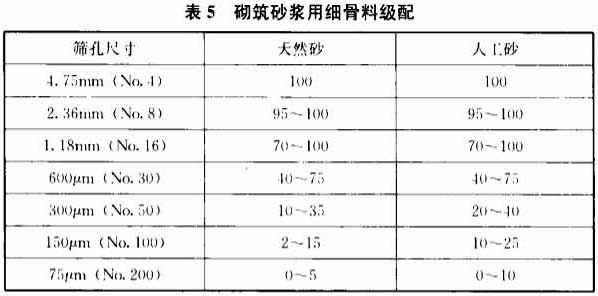 表 5 砌筑砂浆用细骨料级配
筛孔尺寸 天然砂 人工砂
4.75mm (No.4) 100 100
2.36mm (No.8) 95～100 95～100
1.18mm (No.16) 70～100 70～100
600μm (No.30) 40～75 40～75
300μm (No.50) 10～35 20～40
150μm (No.100) 2～15 10～25
75μm (No.200) 0～5 0～10